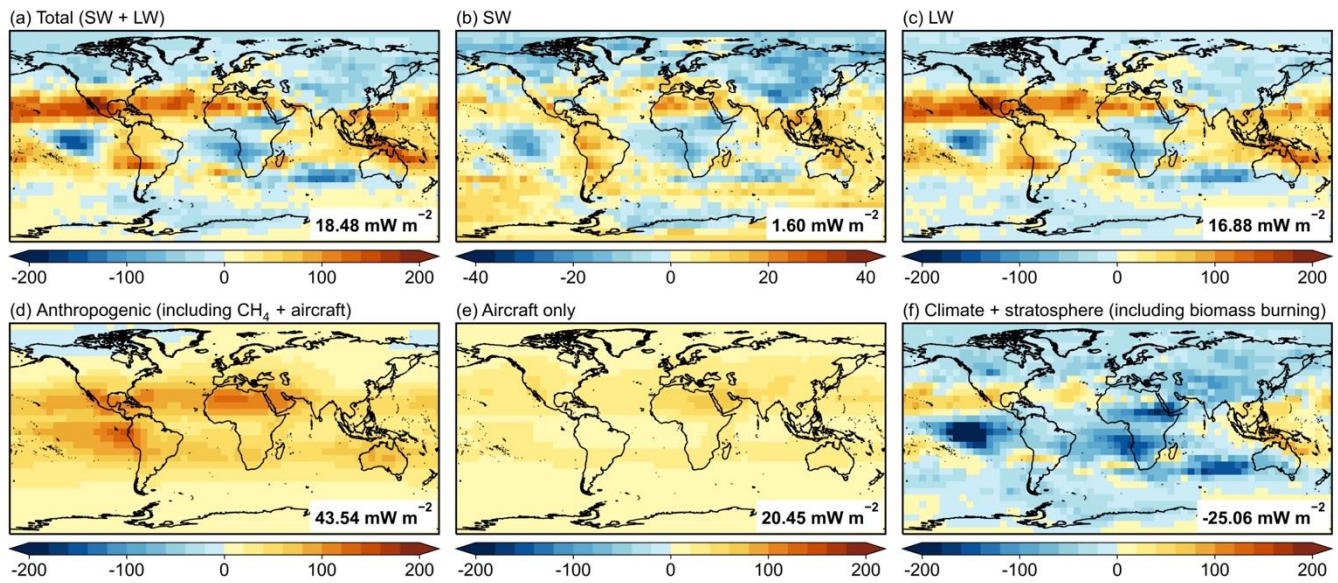 (a) Total (SW + LW)
(b) SW
(c) LW
18.48 mW m⁻²
1.60 mW m⁻²
16.88 mW m⁻²
-200 -100 0 100 200
-40 -20 0 20 40
-200 -100 0 100 200
(d) Anthropogenic (including CH₄ + aircraft)
(e) Aircraft only
(f) Climate + stratosphere (including biomass burning)
43.54 mW m⁻²
20.45 mW m⁻²
-25.06 mW m⁻²
-200 -100 0 100 200
-200 -100 0 100 200
-200 -100 0 100 200